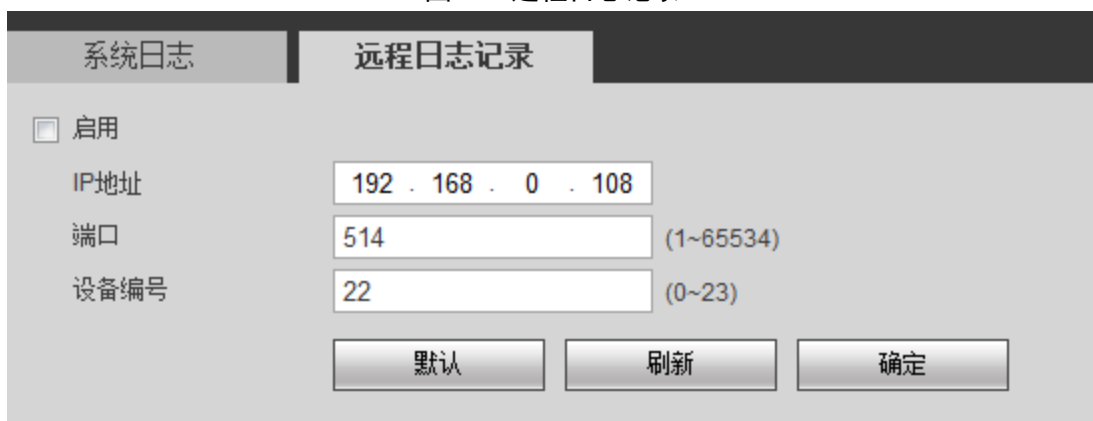 系统日志 远程日志记录
启用
IP地址 192 . 168 . 0 . 108
端口 514 (1~65534)
设备编号 22 (0~23)
默认 刷新 确定